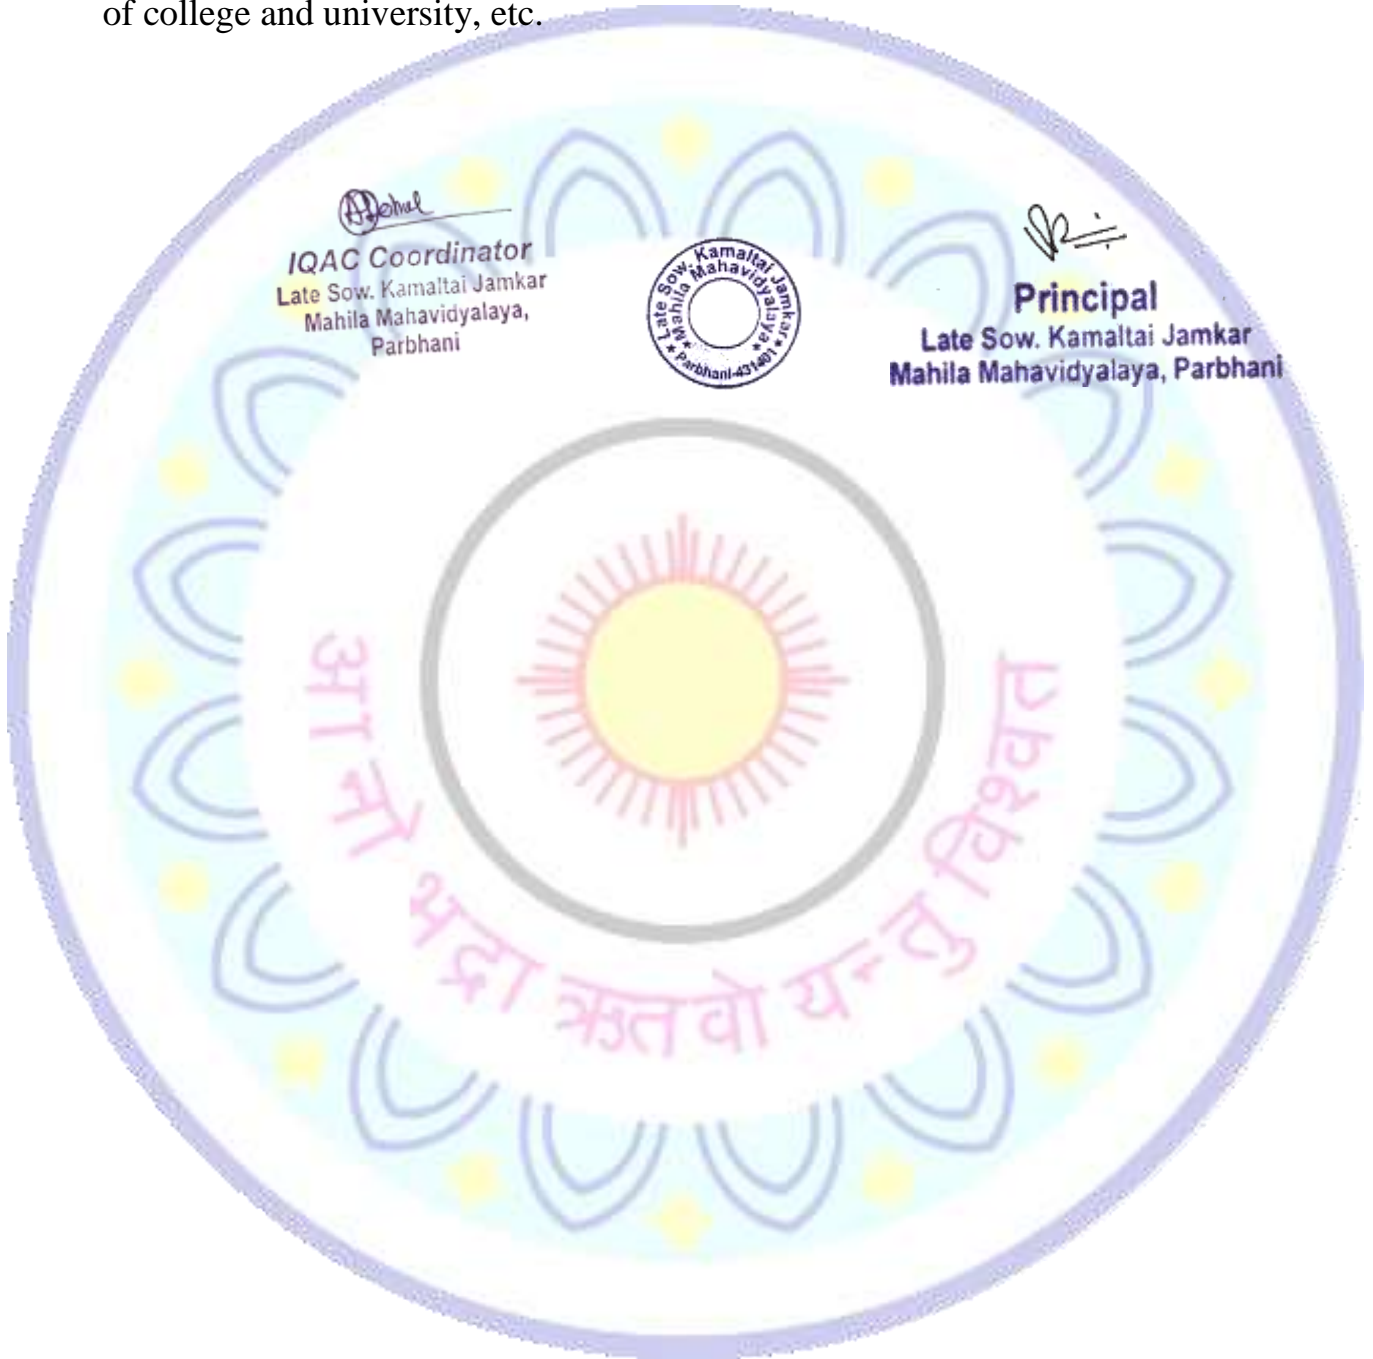 of college and university, etc.
IQAC Coordinator
Late Sow. Kamaltai Jamkar
Mahila Mahavidyalaya,
Parbhani
Late Sow. Kamaltai Jamkar
Mahila Mahavidyalaya
Parbhani-431401
Principal
Late Sow. Kamaltai Jamkar
Mahila Mahavidyalaya, Parbhani
आ नो भद्रा ऋतवो यन्तु विश्वत